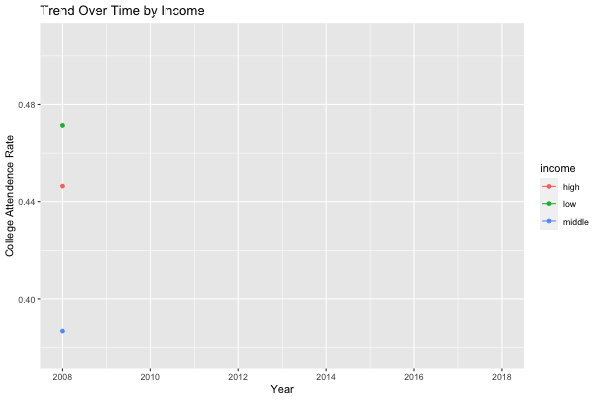 Trend Over Time by Income
0.48
0.44
0.40
College Attendence Rate
2008 2010 2012 2014 2016 2018
Year
income
high
low
middle